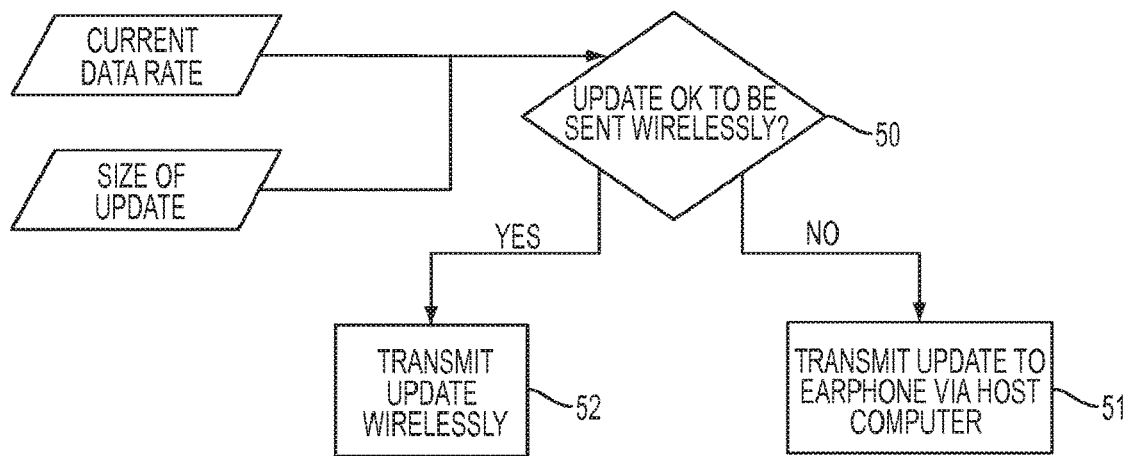 CURRENT
DATA RATE
SIZE OF
UPDATE
UPDATE OK TO BE
SENT WIRELESSLY?
50
YES
NO
TRANSMIT
UPDATE
WIRELESSLY
52
TRANSMIT UPDATE TO
EARPHONE VIA HOST
COMPUTER
51